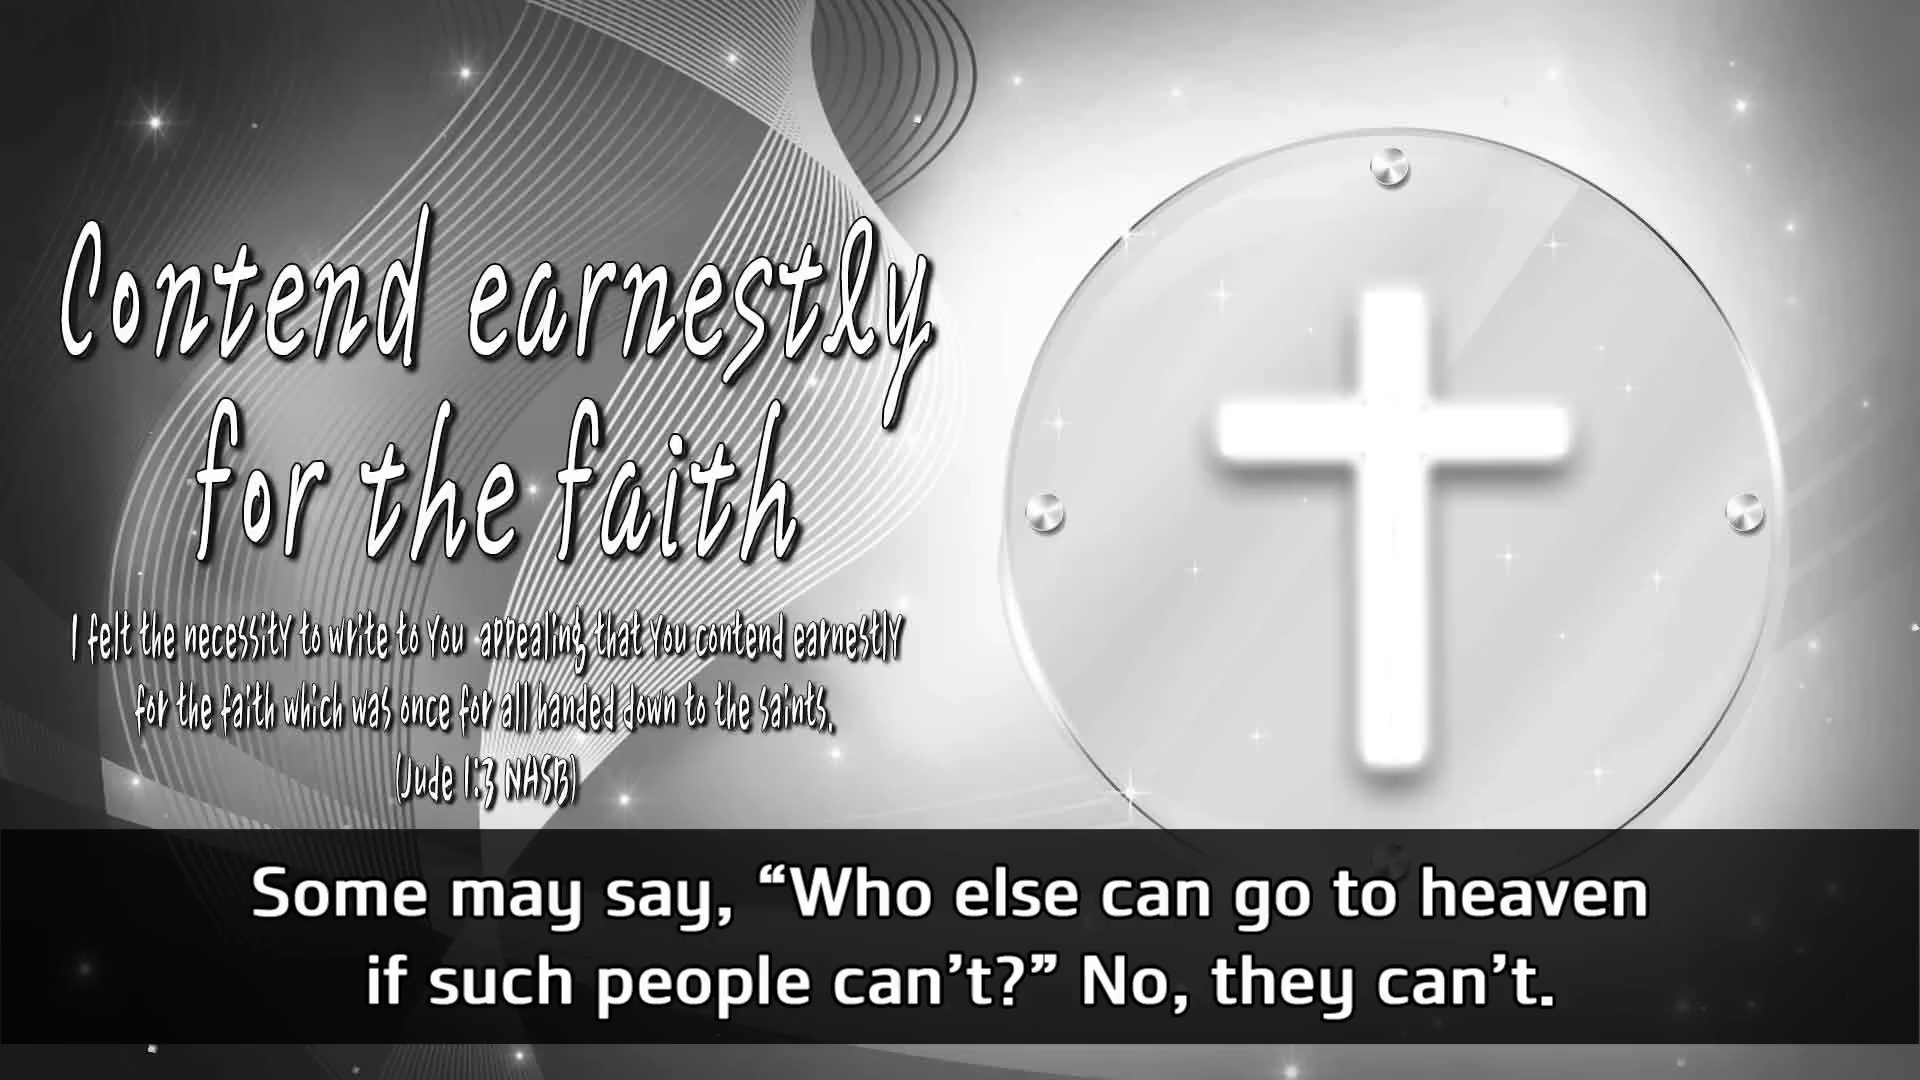 Contend earnestly
for the faith
I felt the necessity to write to you appealing that you contend earnestly
for the faith which was once for all handed down to the saints.
(Jude 1:3 NASB)
Some may say, “Who else can go to heaven
if such people can’t?” No, they can’t.